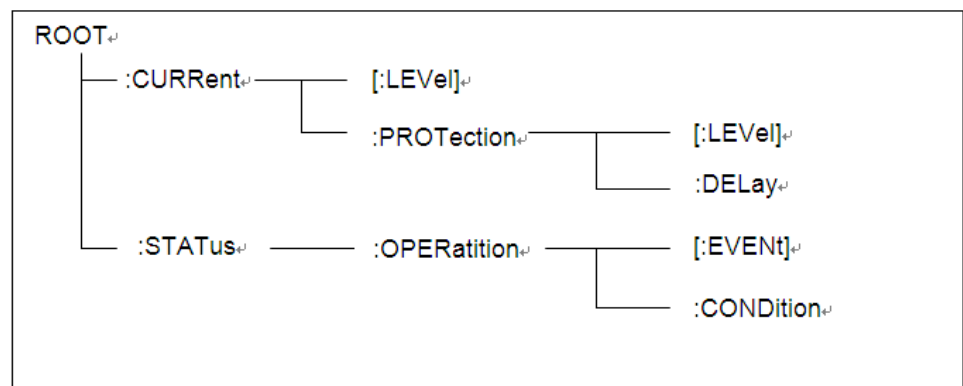 ROOT
:CURRent [:LEVel]
:PROTection [:LEVel]
:DELay
:STATus :OPERatition [:EVENt]
:CONDition